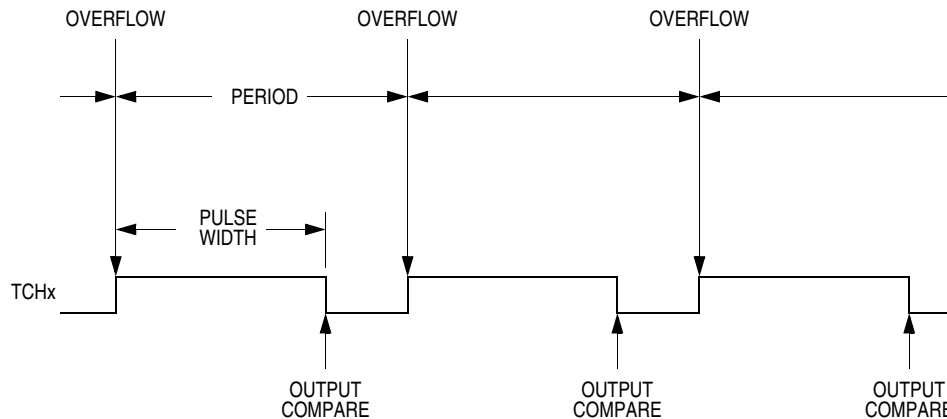 OVERFLOW OVERFLOW OVERFLOW
PERIOD
PULSE
WIDTH
TCHx
OUTPUT
COMPARE
OUTPUT
COMPARE
OUTPUT
COMPARE